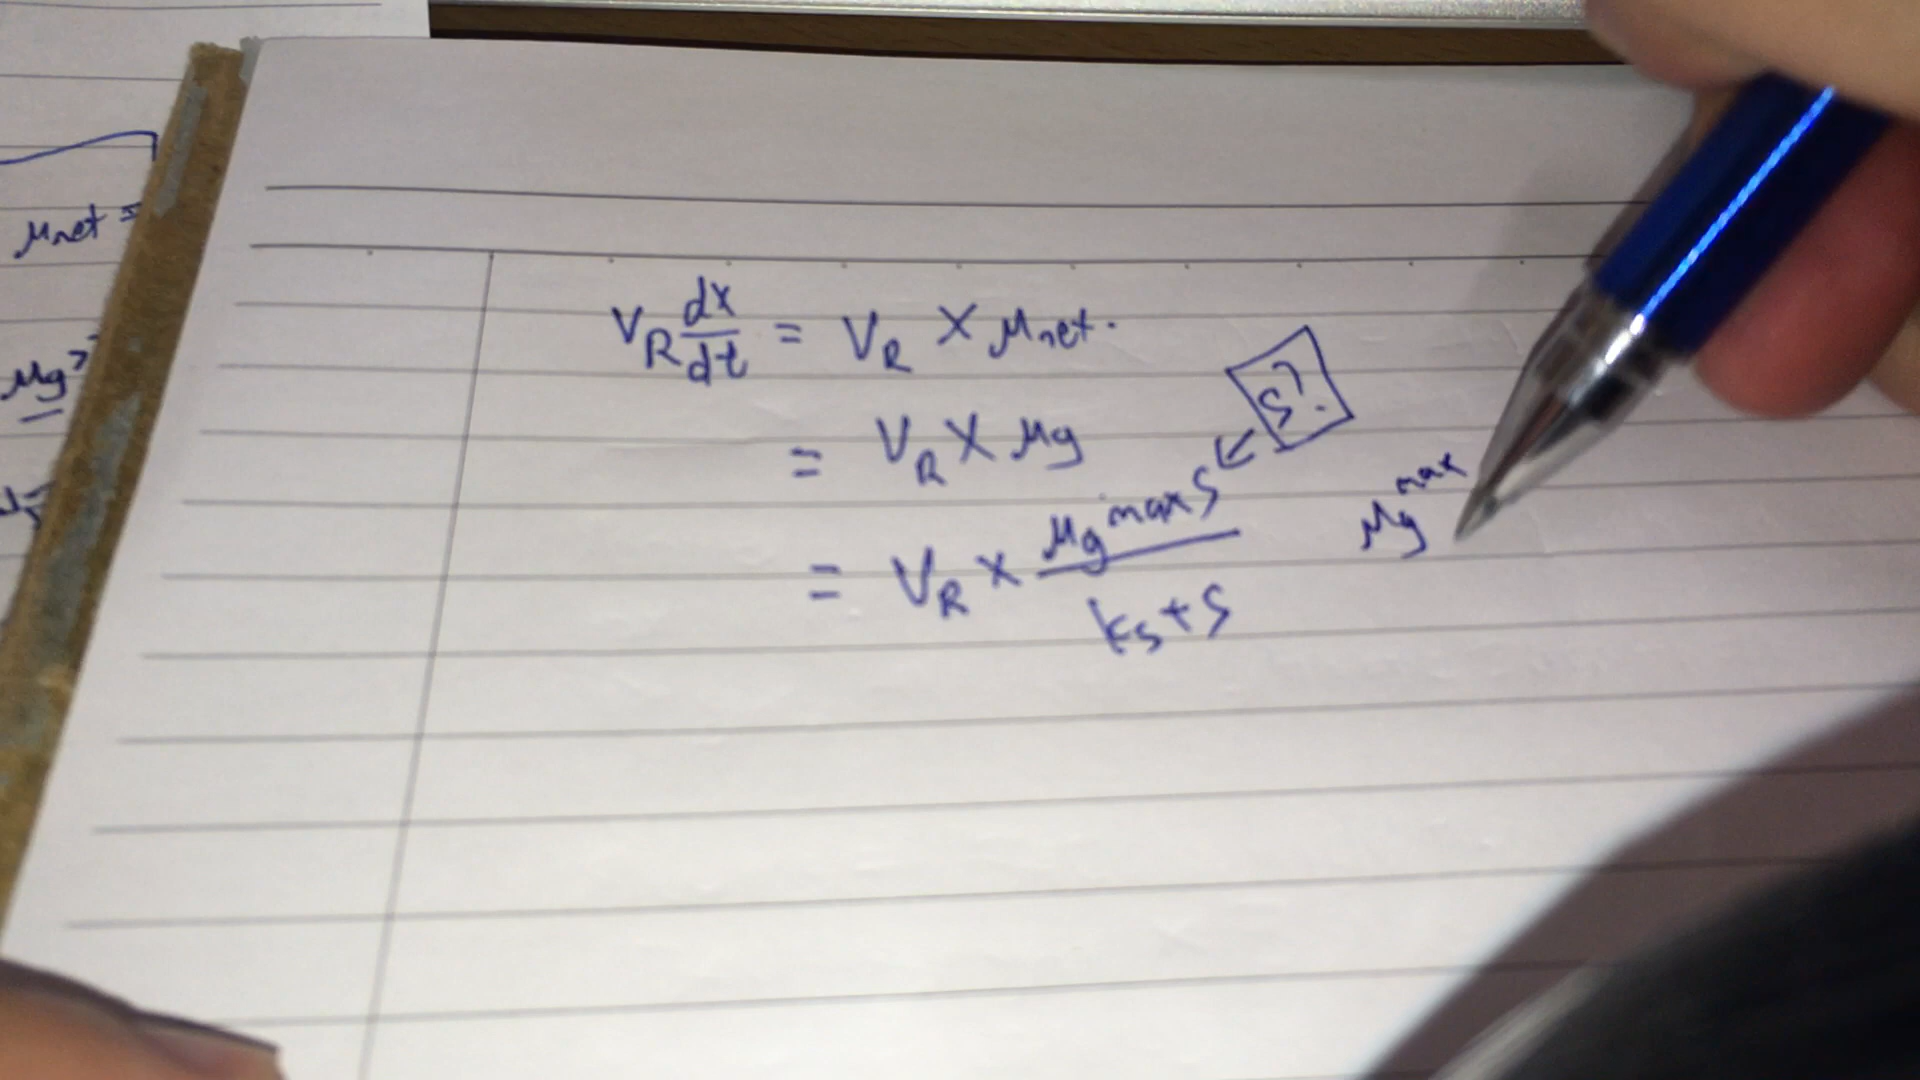 μnet =
μg >
V_R dx/dt = V_R X μnet.
= V_R X μg
S?
= V_R X μg^max S / (ks + S)
μg^max